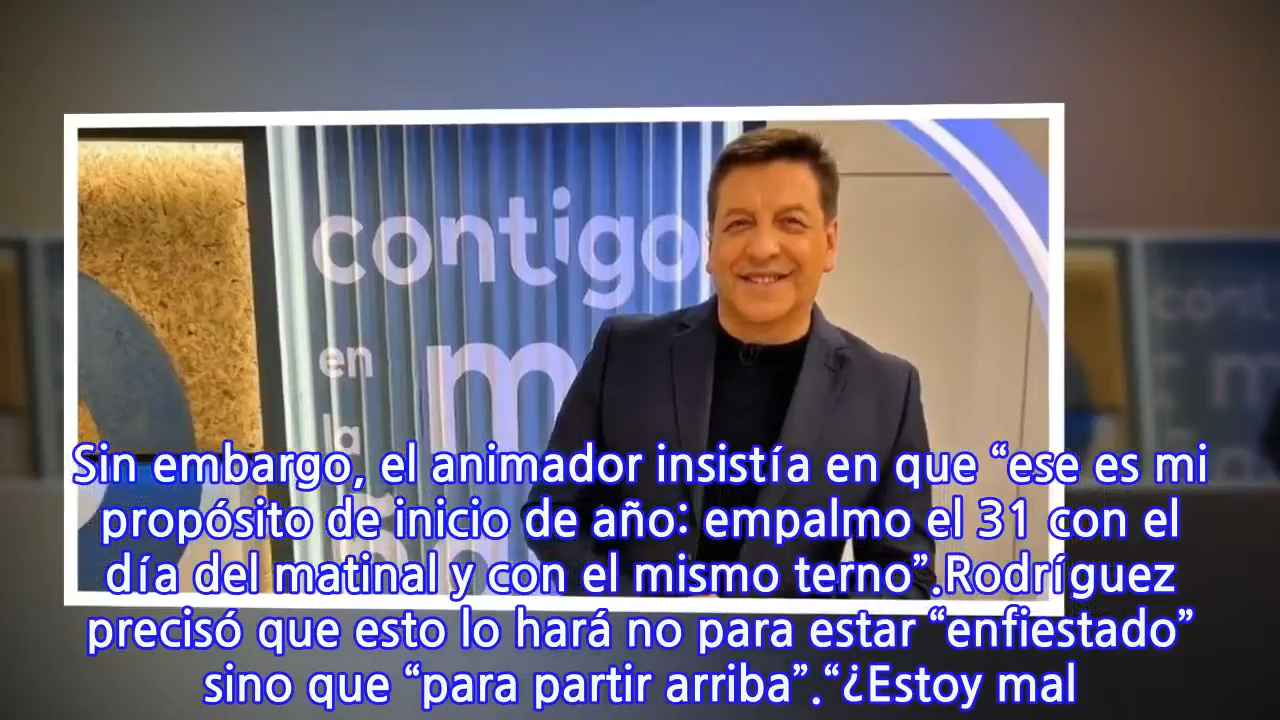 contigo
en
la
m
Sin embargo, el animador insistía en que “ese es mi
propósito de inicio de año: empalmo el 31 con el
día del matinal y con el mismo terno”.Rodríguez
precisó que esto lo hará no para estar “enfiestado”
sino que “para partir arriba”.“¿Estoy mal